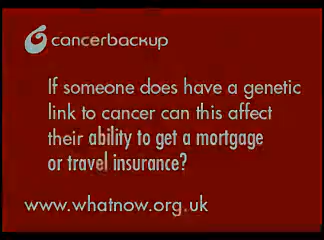 cancerbackup
If someone does have a genetic
link to cancer can this affect
their ability to get a mortgage
or travel insurance?
www.whatnow.org.uk